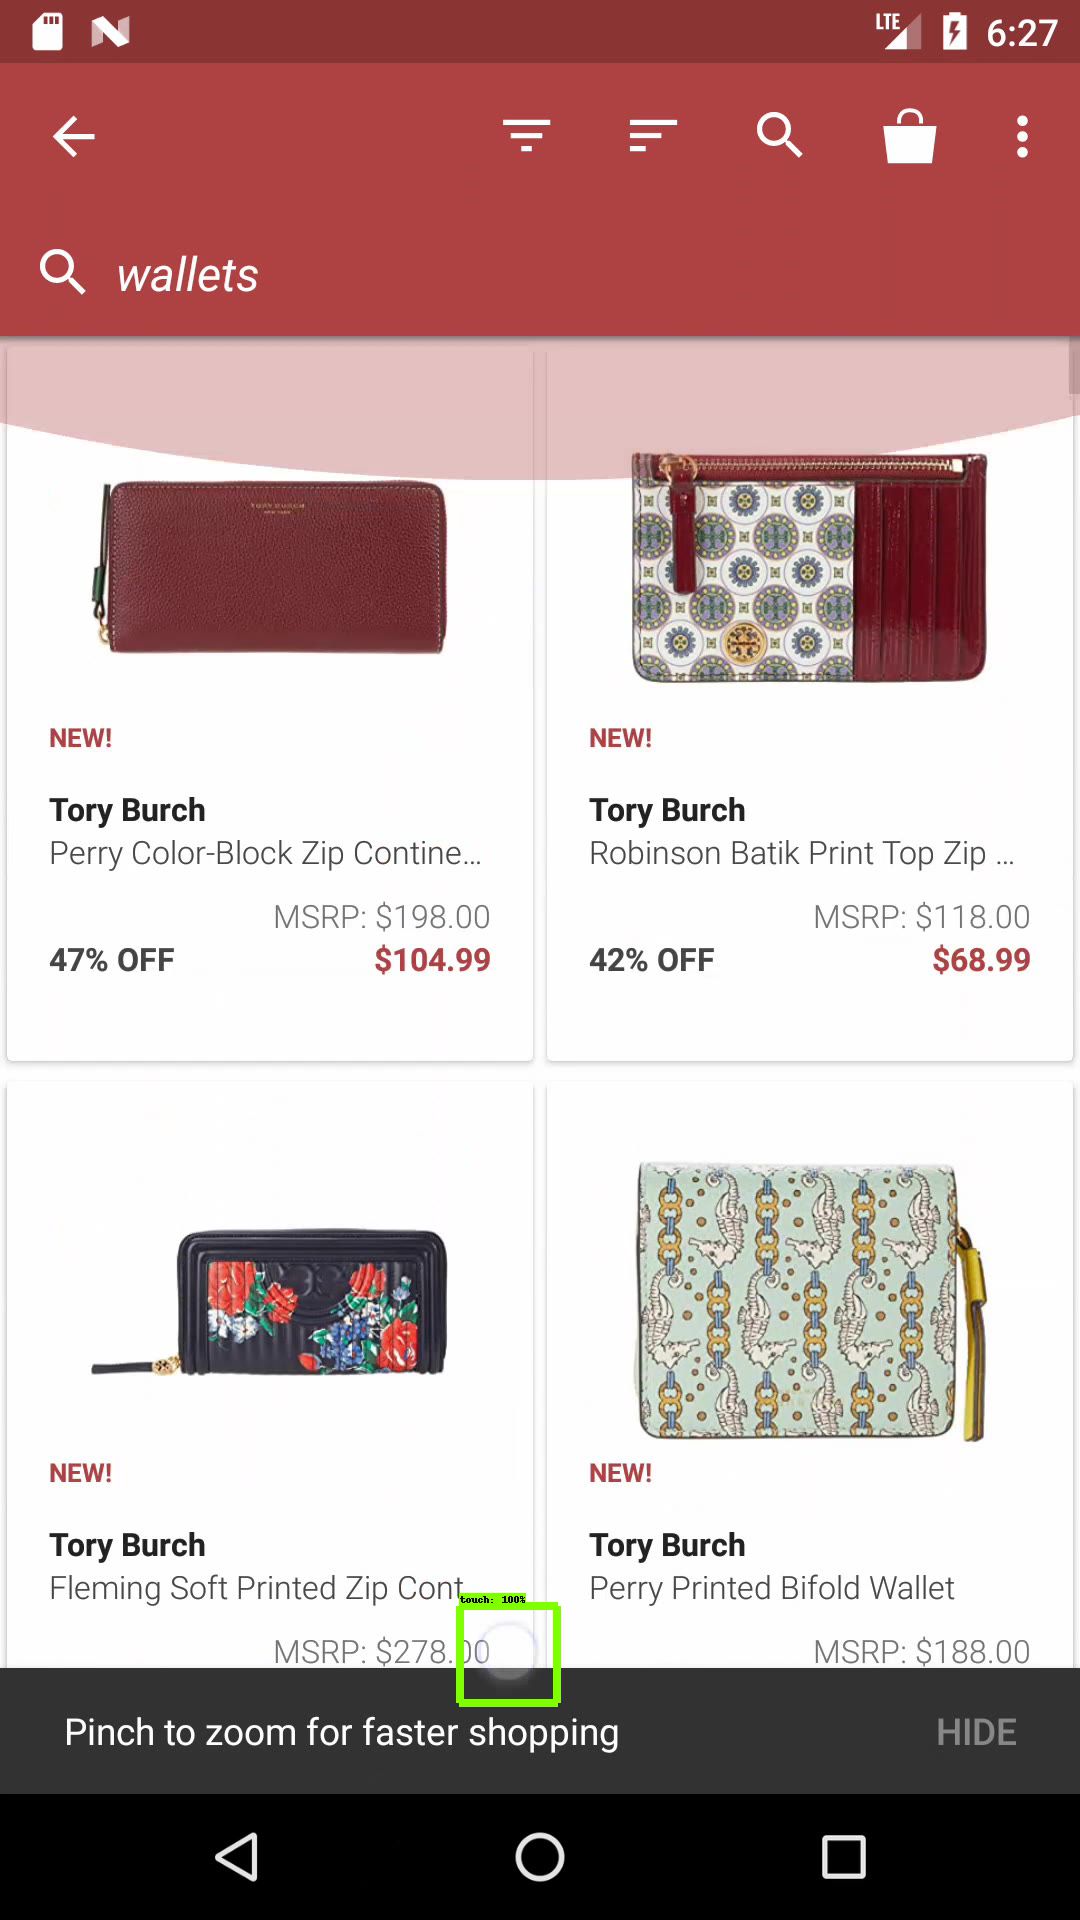 LTE
6:27
wallets
TORY BURCH
NEW!
Tory Burch
Perry Color-Block Zip Contine...
MSRP: $198.00
47% OFF
$104.99
NEW!
Tory Burch
Robinson Batik Print Top Zip ...
MSRP: $118.00
42% OFF
$68.99
NEW!
Tory Burch
Fleming Soft Printed Zip Cont
MSRP: $278.00
NEW!
Tory Burch
Perry Printed Bifold Wallet
MSRP: $188.00
touch: 100%
Pinch to zoom for faster shopping
HIDE